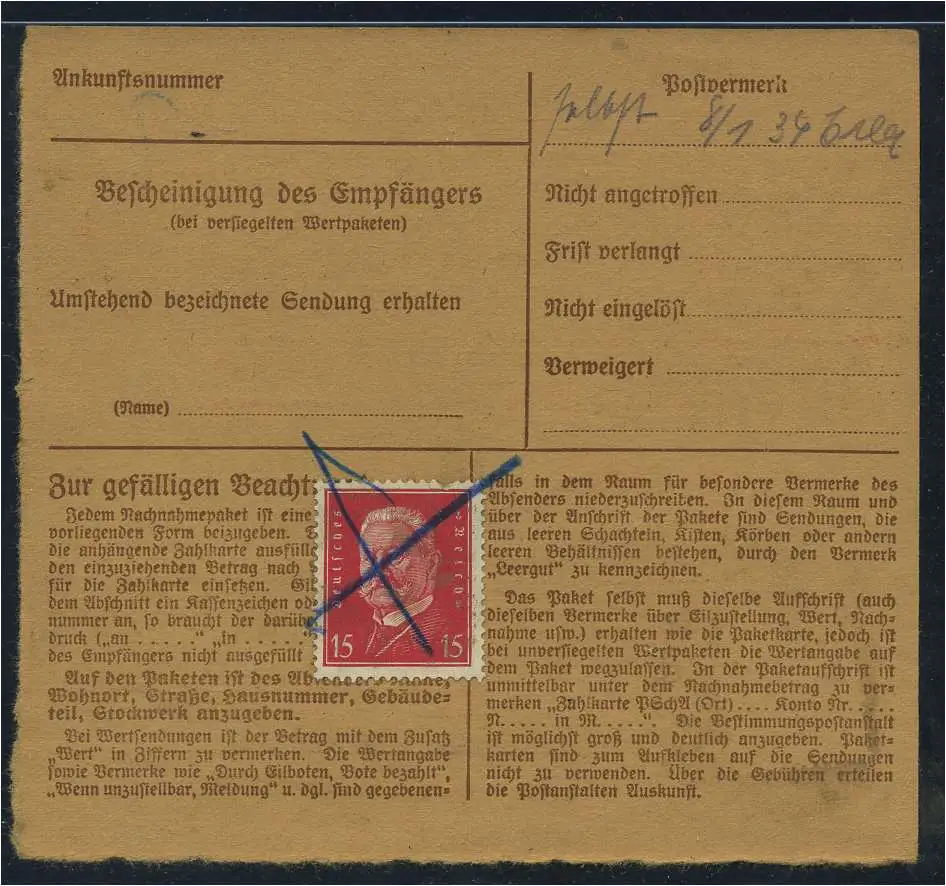 Ankunftsnummer
Postvermerk
selbst 8/1 34
Bescheinigung des Empfängers
(bei versiegelten Wertpaketen)
Umstehend bezeichnete Sendung erhalten
(Name)
Nicht angetroffen
Frist verlangt
Nicht eingelöst
Verweigert
Zur gefälligen Beacht
Jedem Nachnahmepaket ist eine
vorliegenden Form beizugeben.
die anhängende Zahlkarte ausfülle
den einzuziehenden Betrag nach
für die Zahlkarte einsetzen.
dem Abschnitt ein Kassenzeichen od
nummer an, so braucht der darübe
druck („an . . . . . “ „in . . . . . “
des Empfängers nicht ausgefüllt
Auf den Paketen ist des
Wohnort, Straße, Hausnummer, Gebäude-
teil, Stockwerk anzugeben.
Bei Wertsendungen ist der Betrag mit dem Zusatz
„Wert“ in Ziffern zu vermerken. Die Wertangabe
sowie Vermerke wie „Durch Eilboten, Bote bezahlt“,
„Wenn unzustellbar, Meldung“ u. dgl. sind gegebenen-
falls in dem Raum für besondere Vermerke des
Absenders niederzuschreiben. In diesem Raum und
über der Anschrift der Pakete sind Sendungen, die
aus leeren Schachteln, Kisten, Körben oder andern
leeren Behältnissen bestehen, durch den Vermerk
„Leergut“ zu kennzeichnen.
Das Paket selbst muß dieselbe Aufschrift (auch
dieselben Vermerke über Eilzustellung, Wert, Nach-
nahme usw.) erhalten wie die Paketkarte, jedoch ist
bei unversiegelten Wertpaketen die Wertangabe auf
dem Paket wegzulassen. In der Paketaufschrift ist
unmittelbar unter dem Nachnahmebetrag zu ver-
merken „Zahlkarte PSchA (Ort) . . . . Konto Nr. . . . .
N. . . . . in M. . . . .“. Die Bestimmungspostanstalt
ist möglichst groß und deutlich anzugeben. Paket-
karten sind zum Aufkleben auf die Sendungen
nicht zu verwenden. Über die Gebühren erteilen
die Postanstalten Auskunft.
Deutsches Reich
15 15